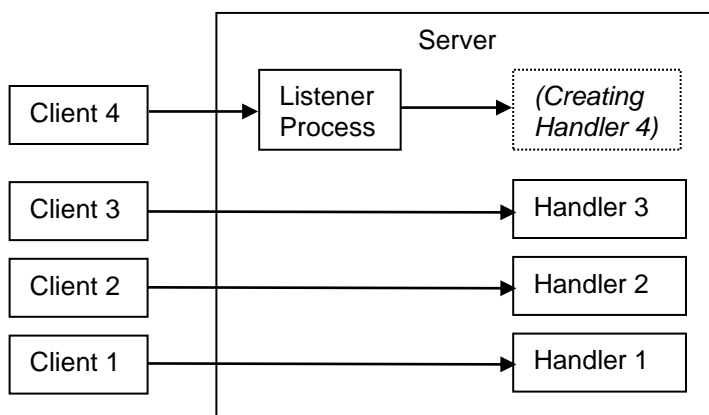 Server
Client 4
Listener
Process
(Creating
Handler 4)
Client 3
Handler 3
Client 2
Handler 2
Client 1
Handler 1